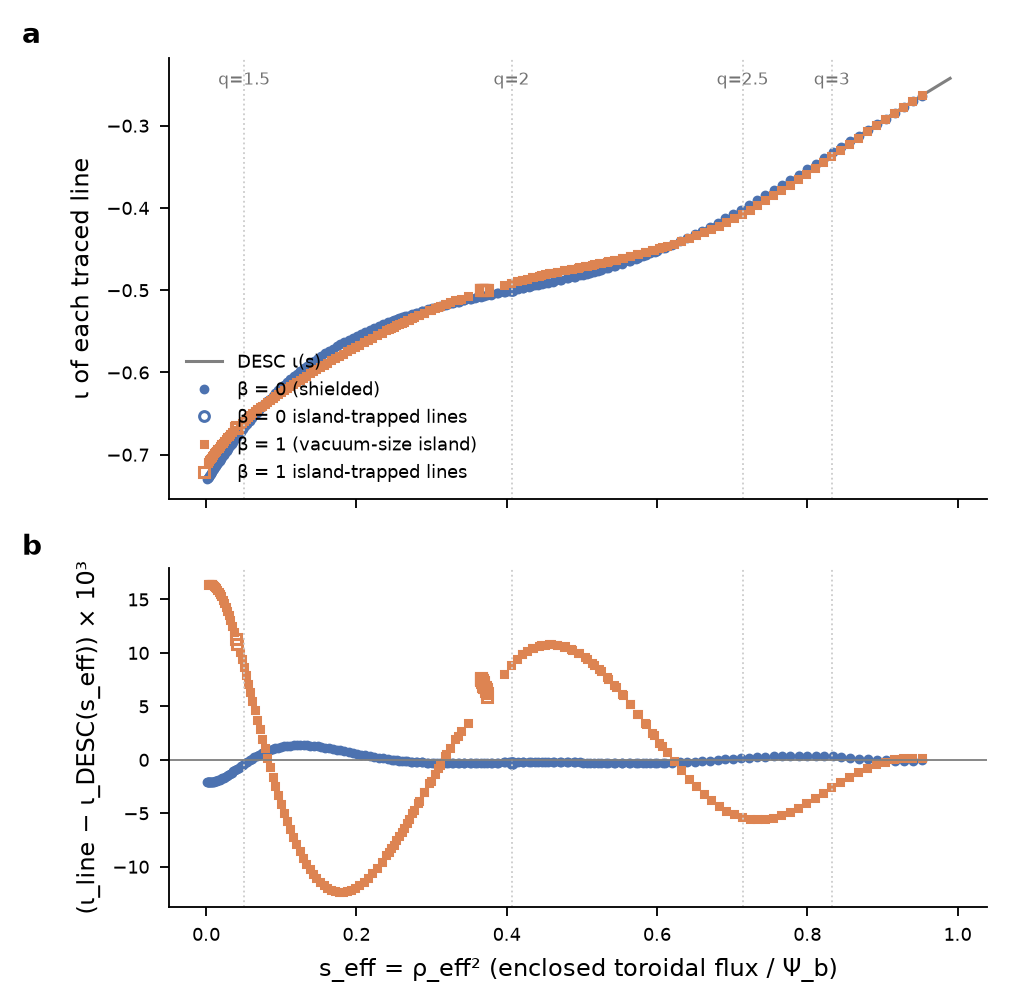 a
q=1.5
q=2
q=2.5
q=3
−0.3
−0.4
−0.5
−0.6
−0.7
ι of each traced line
DESC ι(s)
β = 0 (shielded)
β = 0 island-trapped lines
β = 1 (vacuum-size island)
β = 1 island-trapped lines
b
15
10
5
0
−5
−10
(ι_line − ι_DESC(s_eff)) × 10³
0.0
0.2
0.4
0.6
0.8
1.0
s_eff = ρ_eff² (enclosed toroidal flux / Ψ_b)